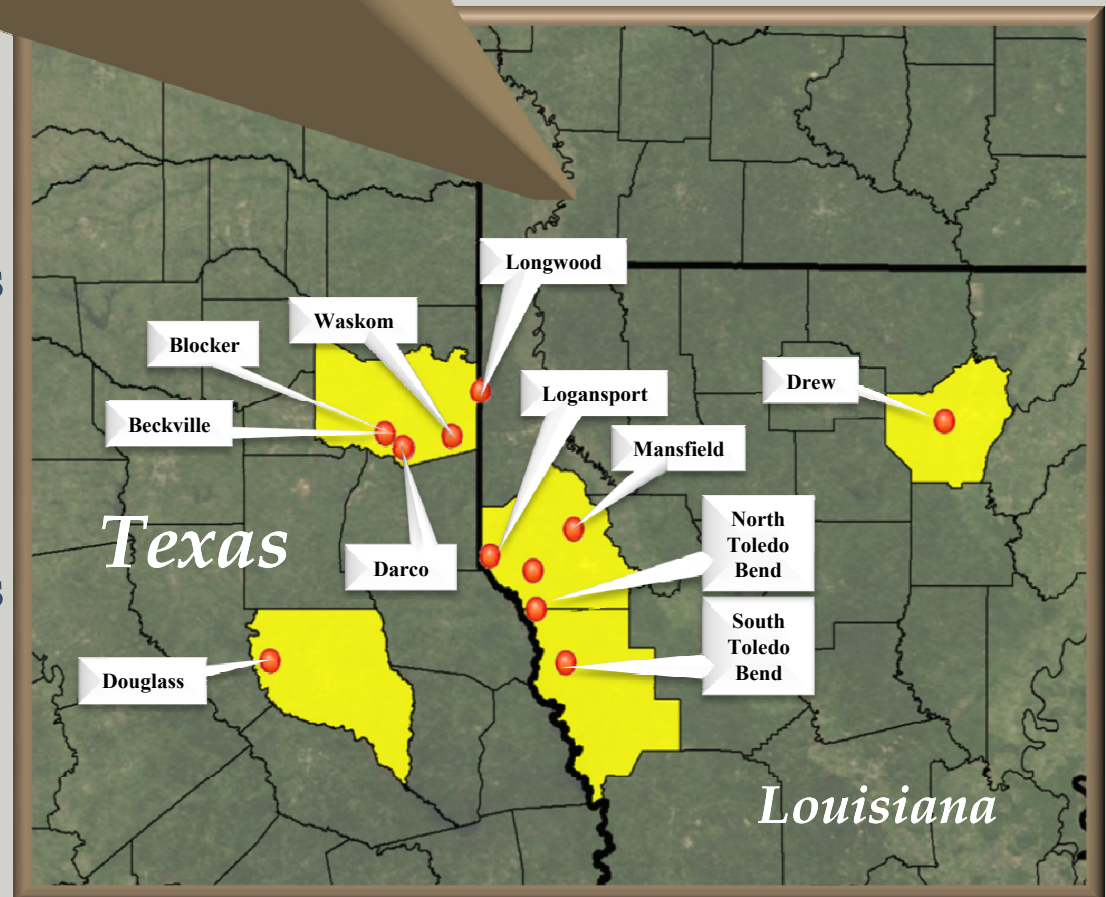 s
s
Longwood
Waskom
Blocker
Beckville
Logansport
Drew
Mansfield
North
Toledo
Bend
Texas
Darco
South
Toledo
Bend
Douglass
Louisiana